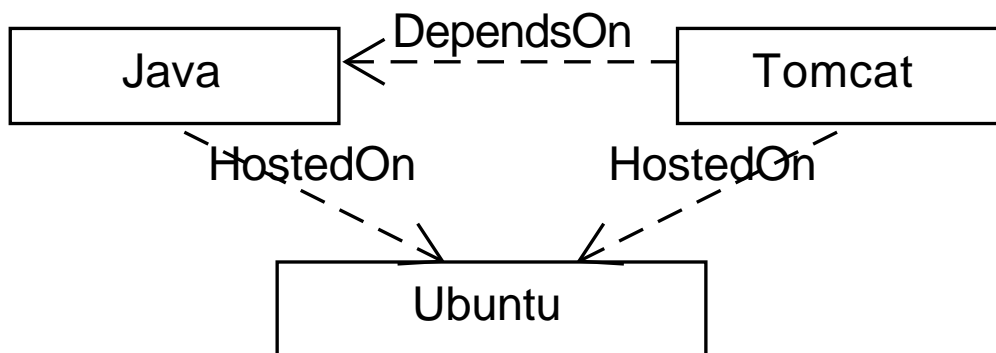 DependsOn
Java
Tomcat
HostedOn
HostedOn
Ubuntu